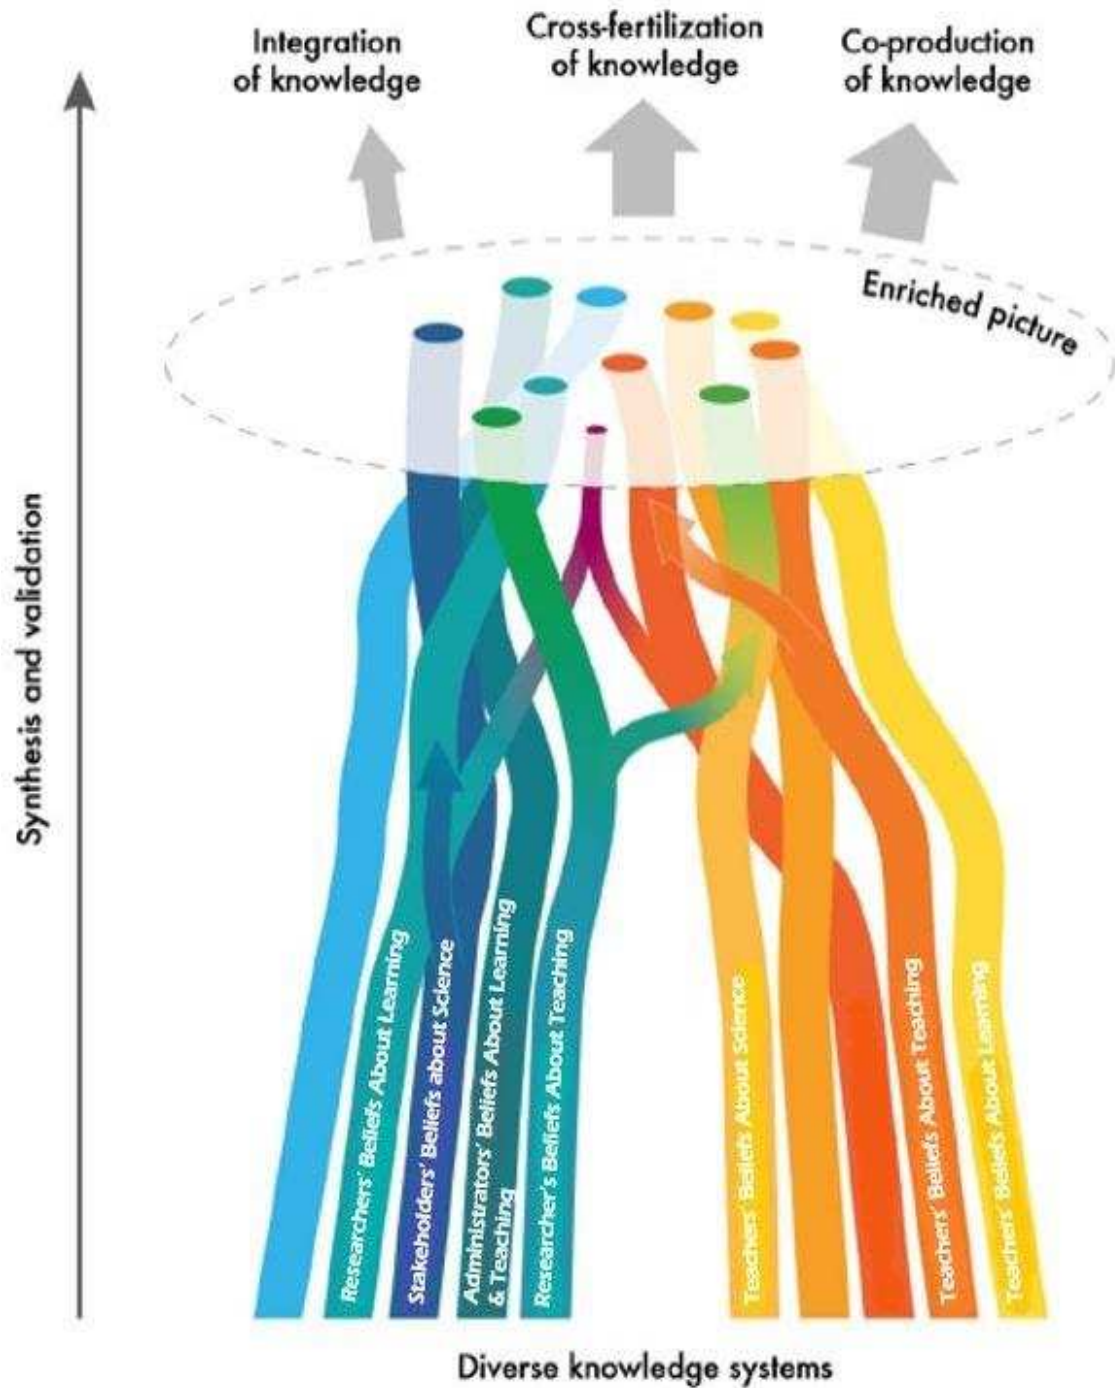 Integration
of knowledge
Cross-fertilization
of knowledge
Co-production
of knowledge
Enriched picture
Synthesis and validation
Researchers' Beliefs About Learning
Stakeholders' Beliefs about Science
Administrators' Beliefs About Learning
& Teaching
Researcher's Beliefs About Teaching
Teachers' Beliefs About Science
Teachers' Beliefs About Teaching
Teachers' Beliefs About Learning
Diverse knowledge systems